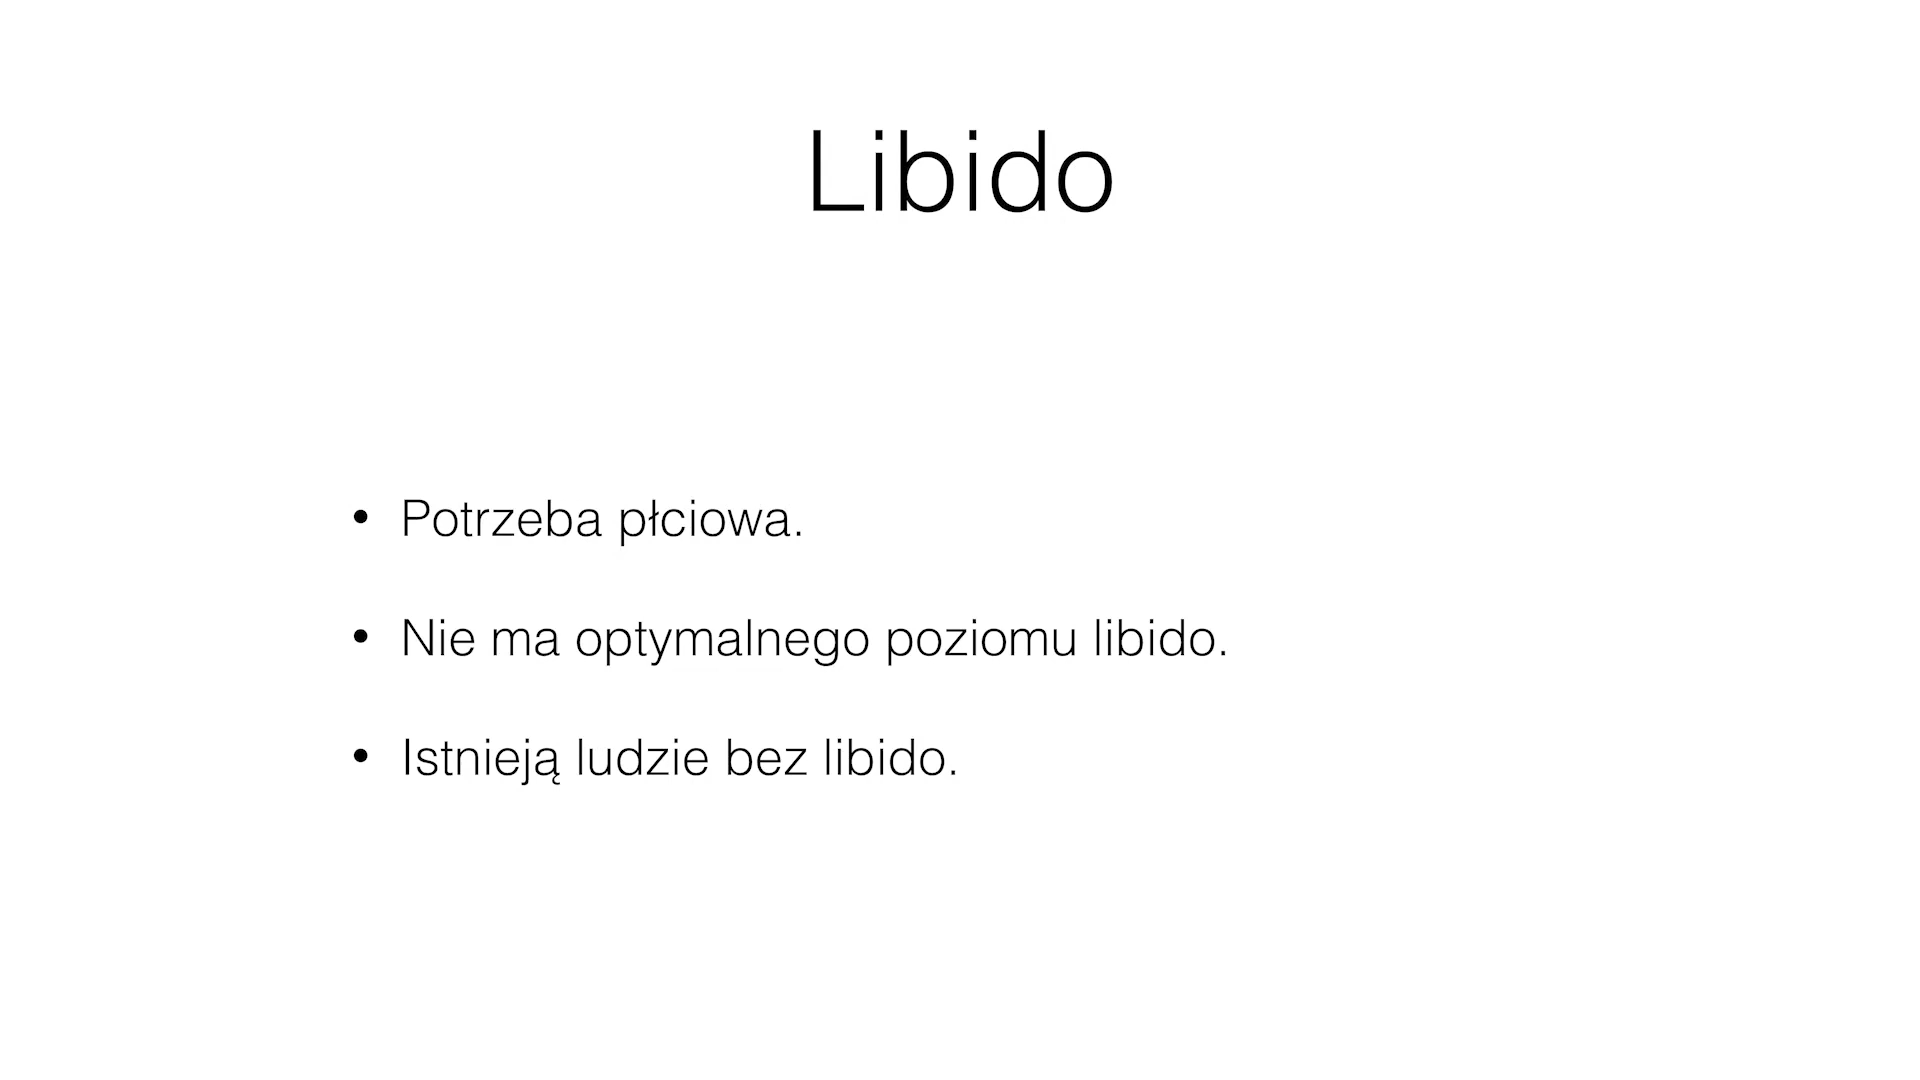 Libido
• Potrzeba płciowa.
• Nie ma optymalnego poziomu libido.
• Istnieją ludzie bez libido.